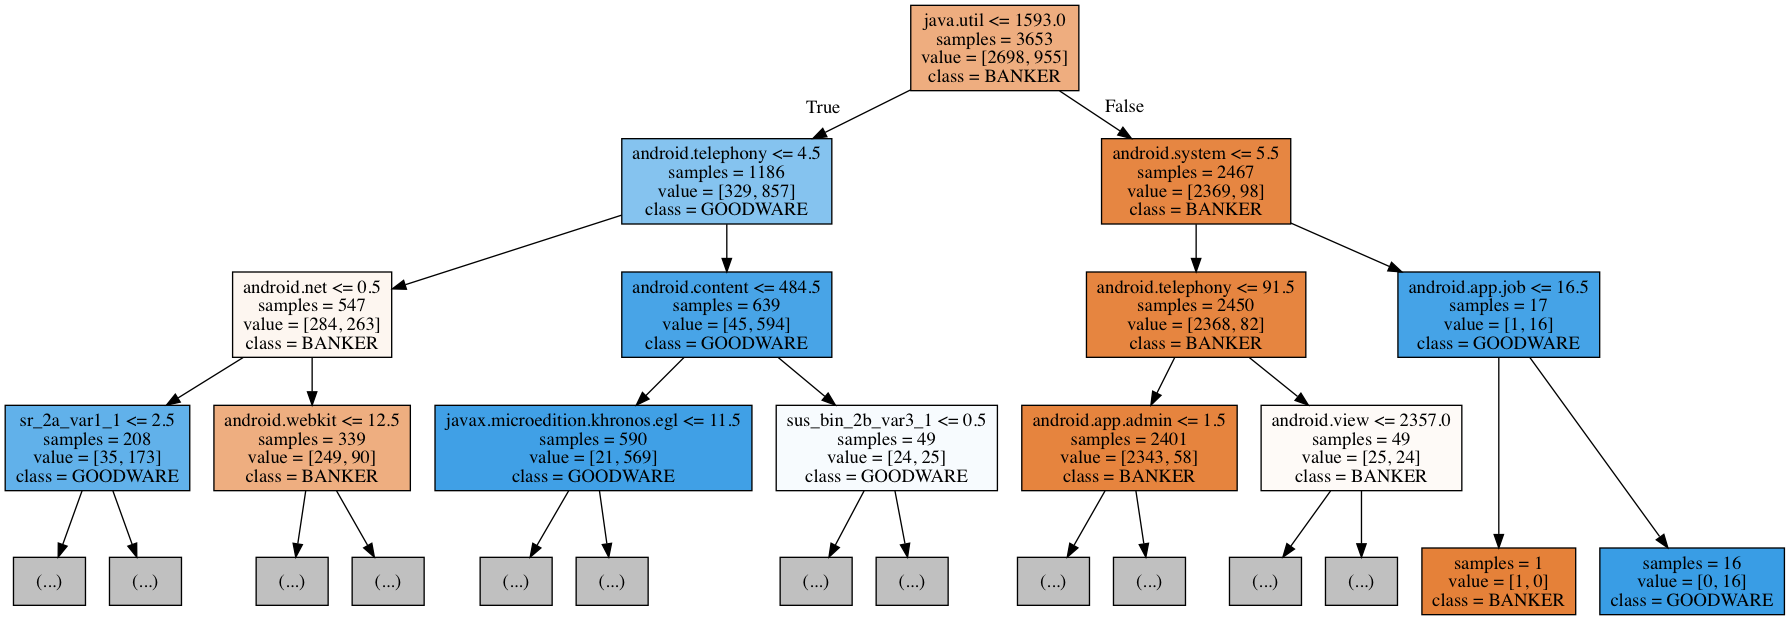 java.util <= 1593.0
samples = 3653
value = [2698, 955]
class = BANKER
True
False
android.telephony <= 4.5
samples = 1186
value = [329, 857]
class = GOODWARE
android.system <= 5.5
samples = 2467
value = [2369, 98]
class = BANKER
android.net <= 0.5
samples = 547
value = [284, 263]
class = BANKER
android.content <= 484.5
samples = 639
value = [45, 594]
class = GOODWARE
android.telephony <= 91.5
samples = 2450
value = [2368, 82]
class = BANKER
android.app.job <= 16.5
samples = 17
value = [1, 16]
class = GOODWARE
sr_2a_var1_1 <= 2.5
samples = 208
value = [35, 173]
class = GOODWARE
android.webkit <= 12.5
samples = 339
value = [249, 90]
class = BANKER
javax.microedition.khronos.egl <= 11.5
samples = 590
value = [21, 569]
class = GOODWARE
sus_bin_2b_var3_1 <= 0.5
samples = 49
value = [24, 25]
class = GOODWARE
android.app.admin <= 1.5
samples = 2401
value = [2343, 58]
class = BANKER
android.view <= 2357.0
samples = 49
value = [25, 24]
class = BANKER
(...)
(...)
(...)
(...)
(...)
(...)
(...)
(...)
(...)
(...)
(...)
(...)
samples = 1
value = [1, 0]
class = BANKER
samples = 16
value = [0, 16]
class = GOODWARE